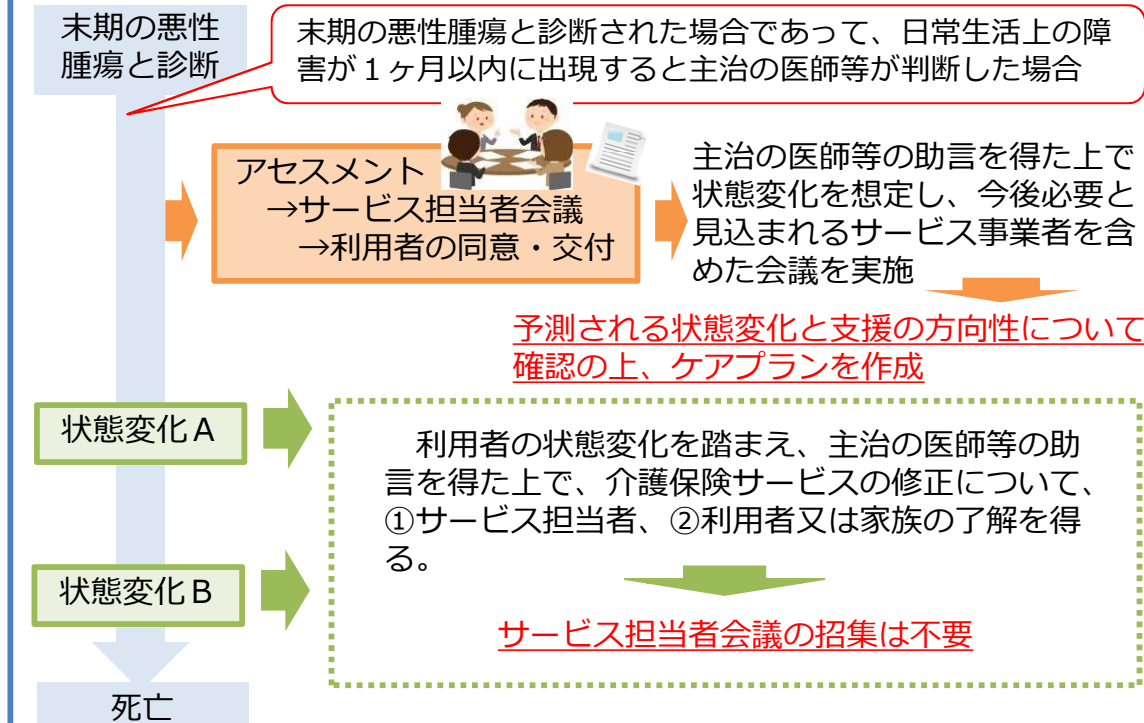 末期の悪性
腫瘍と診断
末期の悪性腫瘍と診断された場合であって、日常生活上の障
害が１ヶ月以内に出現すると主治の医師等が判断した場合
アセスメント
→サービス担当者会議
→利用者の同意・交付
主治の医師等の助言を得た上で
状態変化を想定し、今後必要と
見込まれるサービス事業者を含
めた会議を実施
予測される状態変化と支援の方向性について
確認の上、ケアプランを作成
状態変化Ａ
利用者の状態変化を踏まえ、主治の医師等の助
言を得た上で、介護保険サービスの修正について、
①サービス担当者、②利用者又は家族の了解を得
る。
状態変化Ｂ
サービス担当者会議の招集は不要
死亡